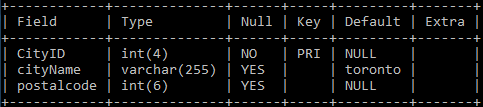 Field | Type | Null | Key | Default | Extra
CityID | int(4) | NO | PRI | NULL |
cityName | varchar(255) | YES | | toronto |
postalcode | int(6) | YES | | NULL |